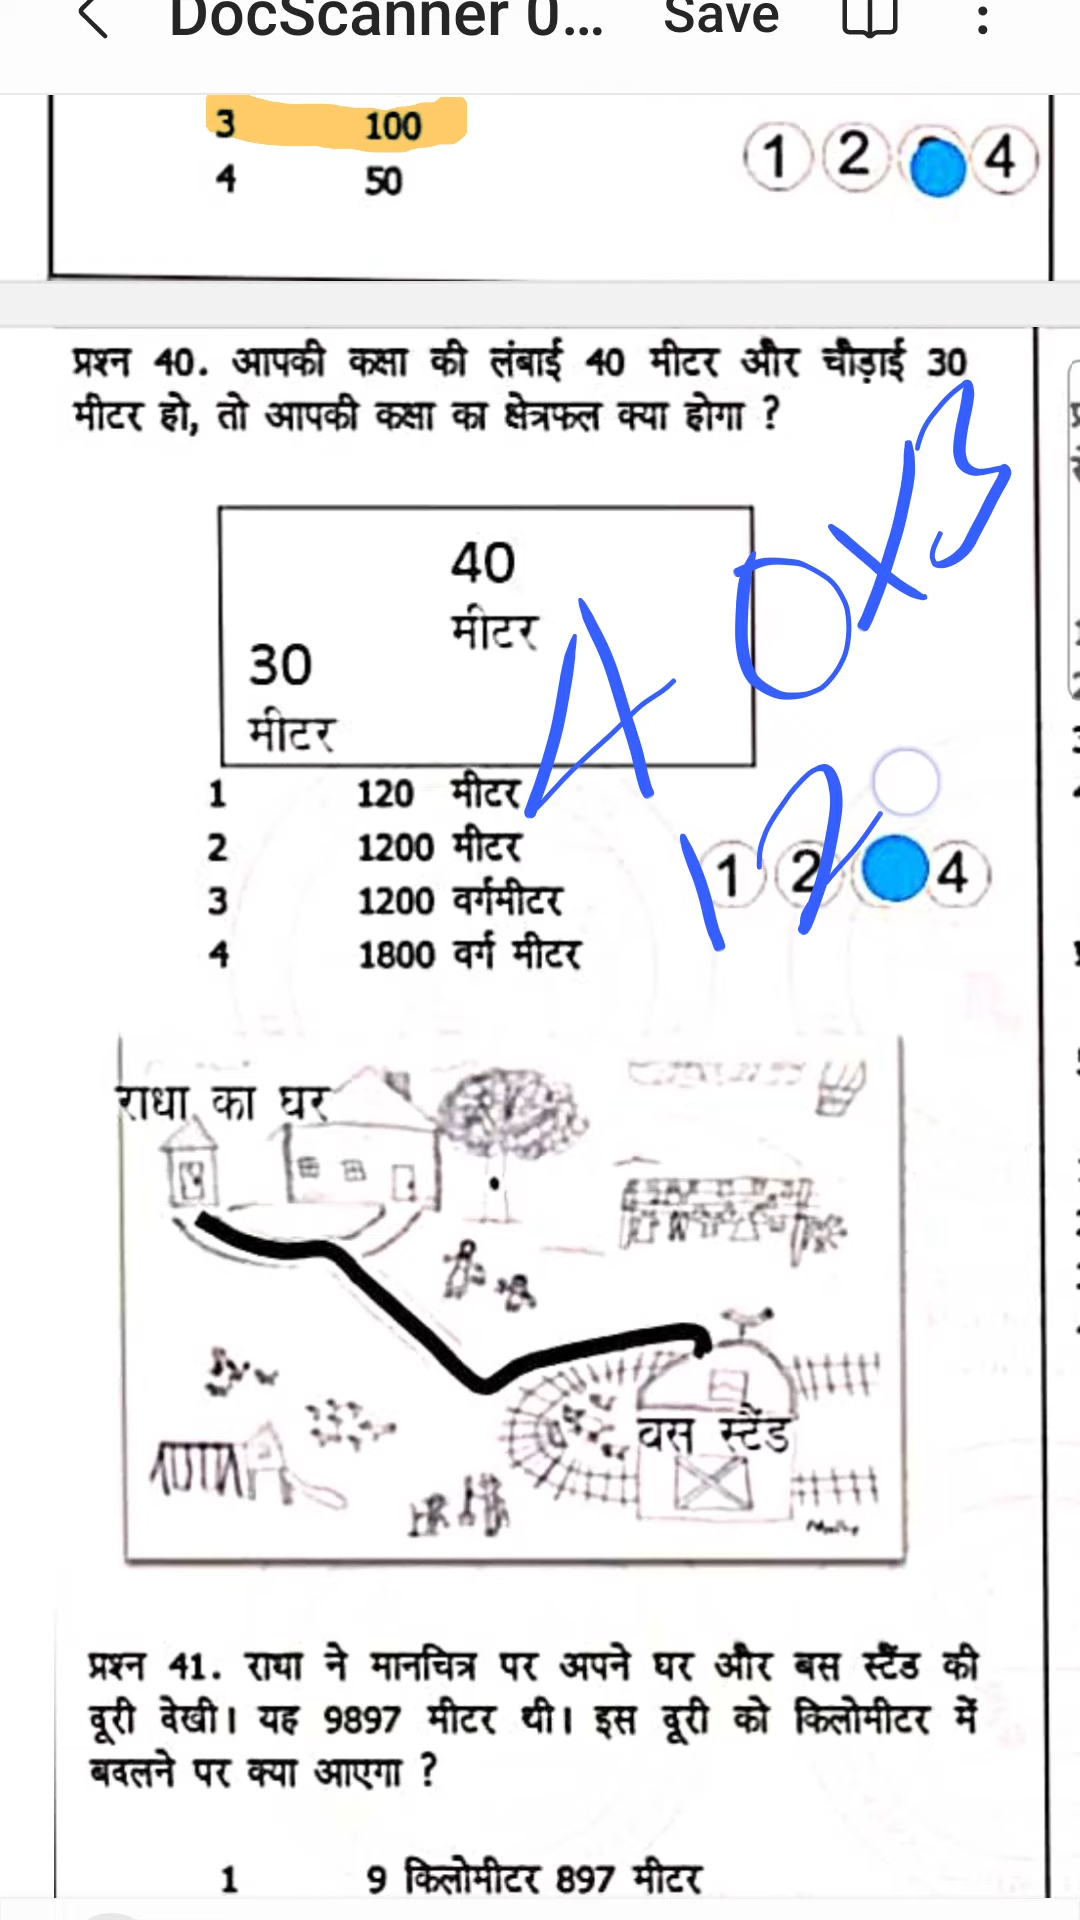 DocScanner 0... Save
3 100
4 50
1 2 4
प्रश्न 40. आपकी कक्षा की लंबाई 40 मीटर और चौड़ाई 30
मीटर हो, तो आपकी कक्षा का क्षेत्रफल क्या होगा ?
40
मीटर
30
मीटर
40x3
1 120 मीटर
2 1200 मीटर
3 1200 वर्गमीटर
4 1800 वर्ग मीटर
12
1 2 4
राधा का घर
बस स्टैंड
प्रश्न 41. राधा ने मानचित्र पर अपने घर और बस स्टैंड की
दूरी देखी। यह 9897 मीटर थी। इस दूरी को किलोमीटर में
बदलने पर क्या आएगा ?
1 9 किलोमीटर 897 मीटर